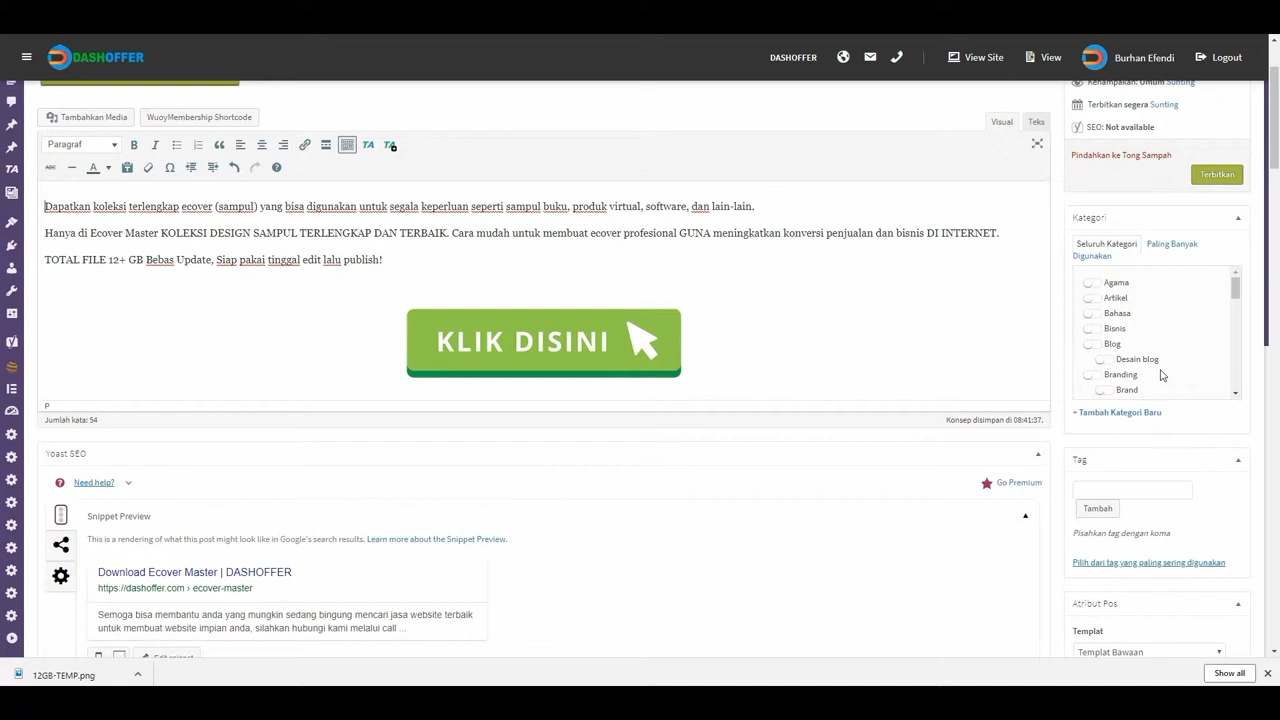 DASHOFFER
DASHOFFER
View Site
View
Burhan Efendi
Logout
Tambahkan Media
WuoyMembership Shortcode
Visual
Teks
Paragraf
B
I
TA
TA
ABC
A
Dapatkan koleksi terlengkap ecover (sampul) yang bisa digunakan untuk segala keperluan seperti sampul buku, produk virtual, software, dan lain-lain.
Hanya di Ecover Master KOLEKSI DESIGN SAMPUL TERLENGKAP DAN TERBAIK. Cara mudah untuk membuat ecover profesional GUNA meningkatkan konversi penjualan dan bisnis DI INTERNET.
TOTAL FILE 12+ GB Bebas Update, Siap pakai tinggal edit lalu publish!
KLIK DISINI
P
Jumlah kata: 54
Konsep disimpan di 08:41:37.
Yoast SEO
Need help?
Go Premium
Snippet Preview
This is a rendering of what this post might look like in Google's search results. Learn more about the Snippet Preview.
Download Ecover Master | DASHOFFER
https://dashoffer.com › ecover-master
Semoga bisa membantu anda yang mungkin sedang bingung mencari jasa website terbaik
untuk membuat website impian anda, silahkan hubungi kami melalui call ...
Edit snippet
Kenampakan: Umum Sunting
Terbitkan segera Sunting
SEO: Not available
Pindahkan ke Tong Sampah
Terbitkan
Kategori
Seluruh Kategori
Paling Banyak
Digunakan
Agama
Artikel
Bahasa
Bisnis
Blog
Desain blog
Branding
Brand
+ Tambah Kategori Baru
Tag
Tambah
Pisahkan tag dengan koma
Pilih dari tag yang paling sering digunakan
Atribut Pos
Templat
Templat Bawaan
12GB-TEMP.png
Show all